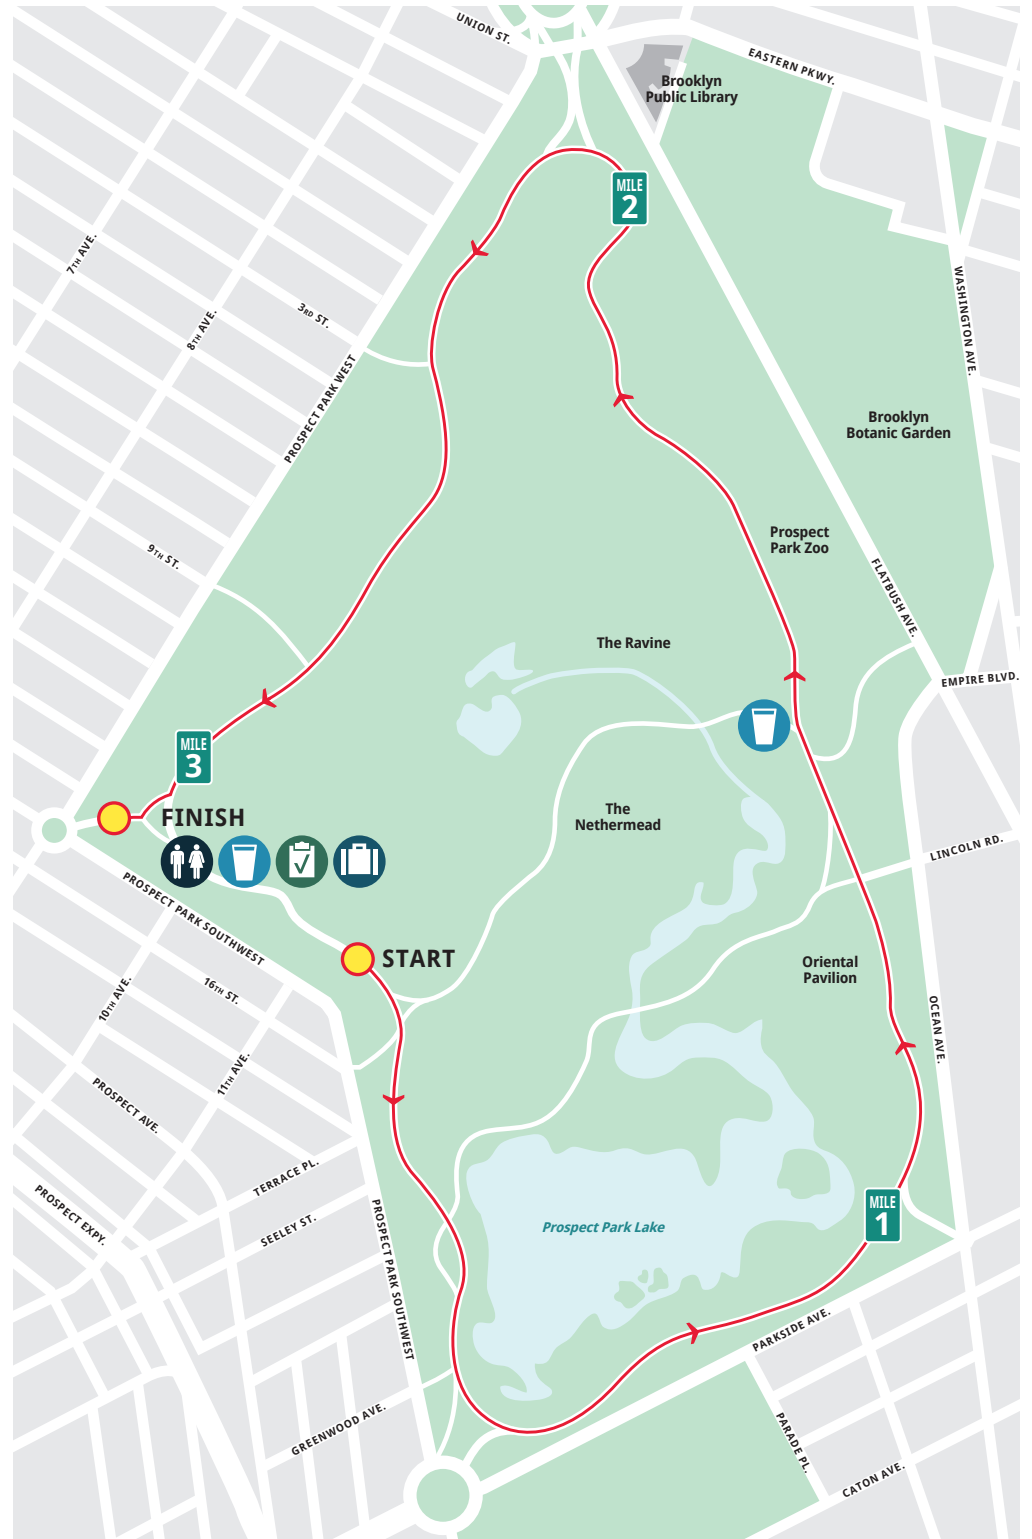 UNION ST.
EASTERN PKWY.
Brooklyn
Public Library
MILE
2
7TH AVE.
8TH AVE.
3RD ST.
WASHINGTON AVE.
PROSPECT PARK WEST
Brooklyn
Botanic Garden
9TH ST.
Prospect
Park Zoo
FLATBUSH AVE.
The Ravine
EMPIRE BLVD.
MILE
3
FINISH
The
Nethermead
LINCOLN RD.
PROSPECT PARK SOUTHWEST
START
Oriental
Pavilion
10TH AVE.
16TH ST.
OCEAN AVE.
11TH AVE.
PROSPECT AVE.
TERRACE PL.
PROSPECT EXPY.
SEELEY ST.
MILE
1
Prospect Park Lake
PROSPECT PARK SOUTHWEST
PARKSIDE AVE.
GREENWOOD AVE.
PARADE PL.
CATON AVE.